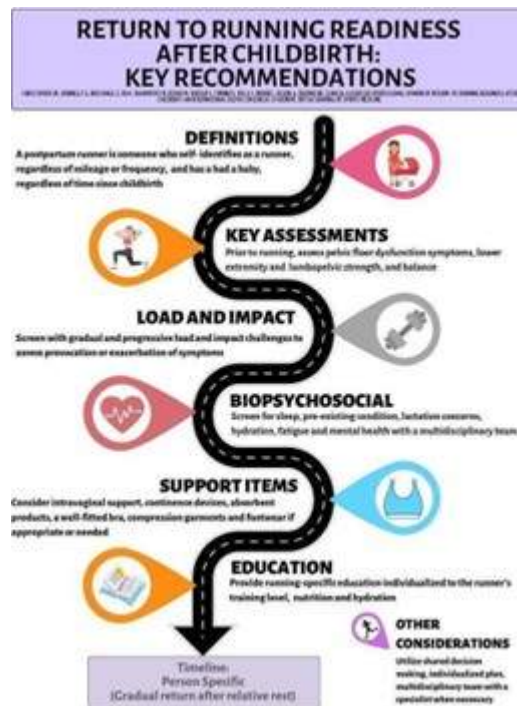 RETURN TO RUNNING READINESS
AFTER CHILDBIRTH:
KEY RECOMMENDATIONS
DEFINITIONS
A postpartum runner is someone who self-identifies as a runner,
regardless of mileage or frequency, and has a had a baby,
regardless of time since childbirth
KEY ASSESSMENTS
Prior to running, assess pelvic floor dysfunction symptoms, lower
extremity and lumbopelvic strength, and balance
LOAD AND IMPACT
Screen with gradual and progressive load and impact challenges to
assess provocation or exacerbation of symptoms
BIOPSYCHOSOCIAL
Screen for sleep, pre-existing condition, lactation concerns,
hydration, fatigue and mental health with a multidisciplinary team
SUPPORT ITEMS
Consider intravaginal support, continence devices, absorbent
products, a well-fitted bra, compression garments and footwear if
appropriate or needed
EDUCATION
Provide running-specific education individualized to the runner's
training level, nutrition and hydration
OTHER
CONSIDERATIONS
Utilize shared decision
making, individualized plan,
multidisciplinary team with a
specialist when necessary
Timeline:
Person Specific
(Gradual return after relative rest)